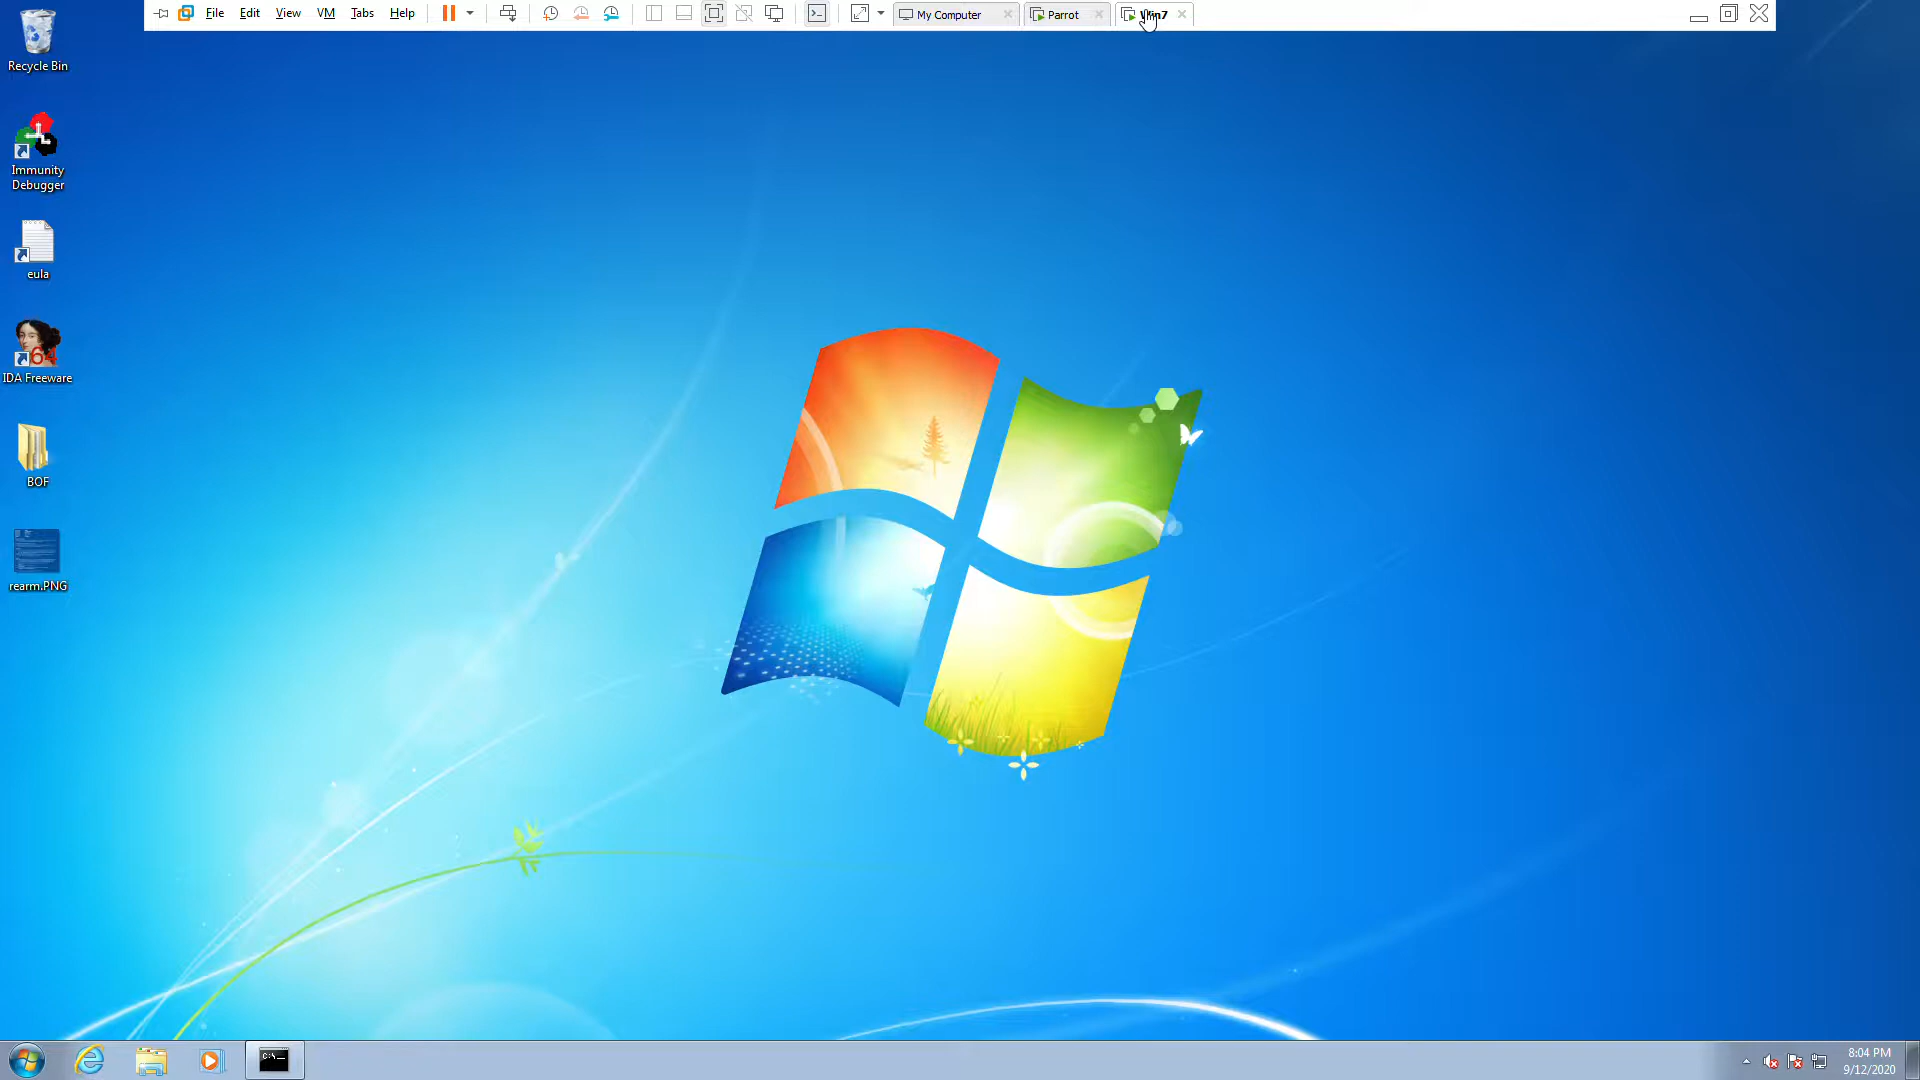 File Edit View VM Tabs Help My Computer Parrot Win7
Recycle Bin
Immunity
Debugger
eula
64
IDA Freeware
BOF
rearm.PNG
C:\_
8:04 PM
9/12/2020